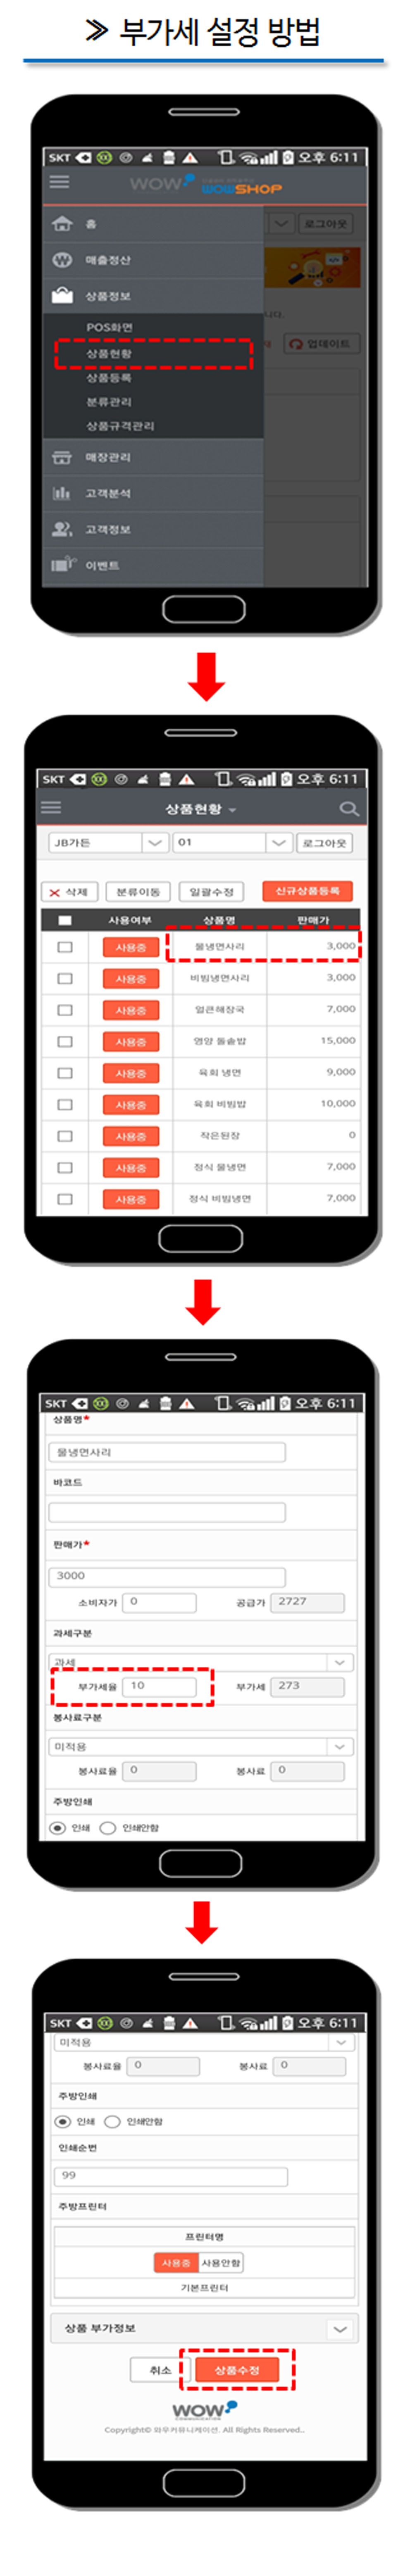 ≫ 부가세 설정 방법
SKT 오후 6:11
WOW WOWSHOP
홈 로그아웃
매출정산
상품정보
니다.
POS화면
업데이트
상품현황
상품등록
분류관리
상품규격관리
매장관리
고객분석
고객정보
이벤트
SKT 오후 6:11
상품현황
JB가든 01 로그아웃
× 삭제 분류이동 일괄수정 신규상품등록
사용여부 상품명 판매가
사용중 물냉면사리 3,000
사용중 비빔냉면사리 3,000
사용중 얼큰해장국 7,000
사용중 영양 돌솥밥 15,000
사용중 육회 냉면 9,000
사용중 육회 비빔밥 10,000
사용중 작은된장 0
사용중 정식 물냉면 7,000
사용중 정식 비빔냉면 7,000
SKT 오후 6:11
상품명*
물냉면사리
바코드
판매가*
3000
소비자가 0 공급가 2727
과세구분
과세
부가세율 10 부가세 273
봉사료구분
미적용
봉사료율 0 봉사료 0
주방인쇄
인쇄 인쇄안함
SKT 오후 6:11
미적용
봉사료율 0 봉사료 0
주방인쇄
인쇄 인쇄안함
인쇄순번
99
주방프린터
프린터명
사용중 사용안함
기본프린터
상품 부가정보
취소 상품수정
WOW
Copyright© 와우커뮤니케이션. All Rights Reserved..